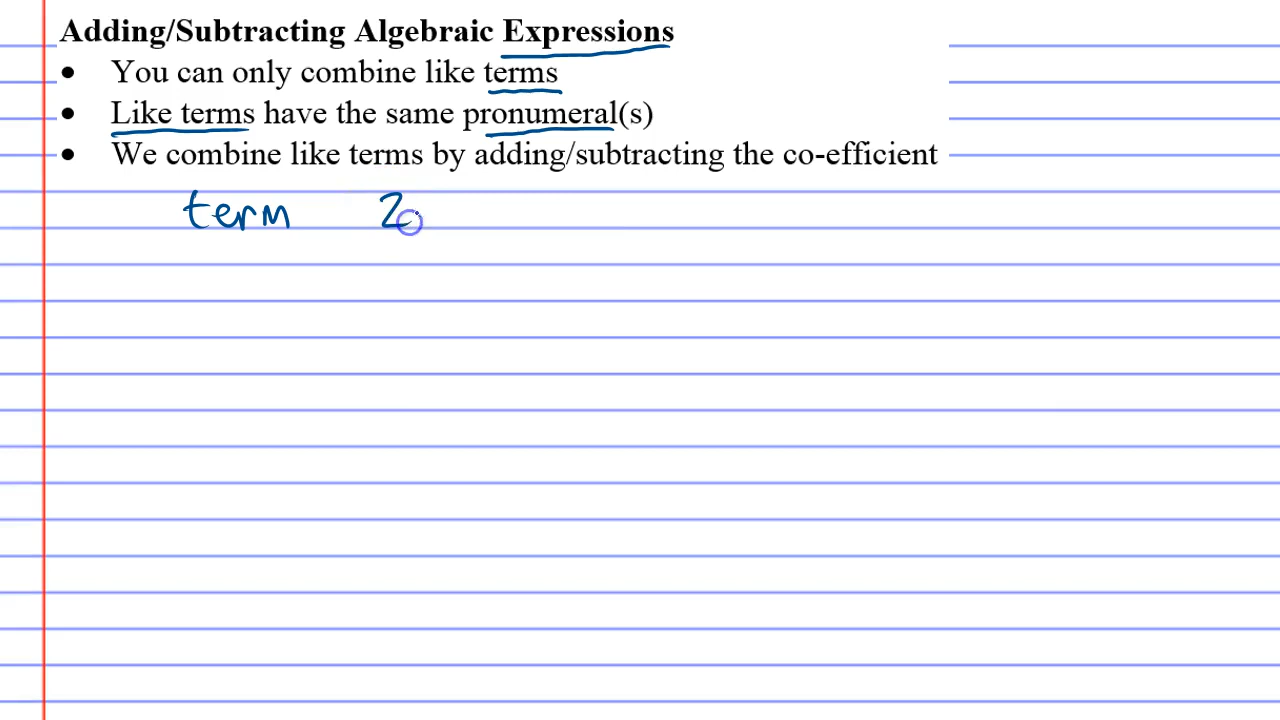 Adding/Subtracting Algebraic Expressions
• You can only combine like terms
• Like terms have the same pronumeral(s)
• We combine like terms by adding/subtracting the co-efficient
term 2